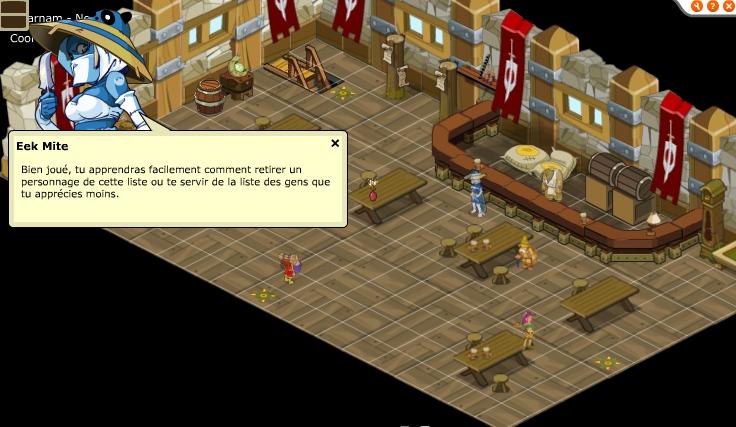 Eek Mite
Bien joué, tu apprendras facilement comment retirer un
personnage de cette liste ou te servir de la liste des gens que
tu apprécies moins.